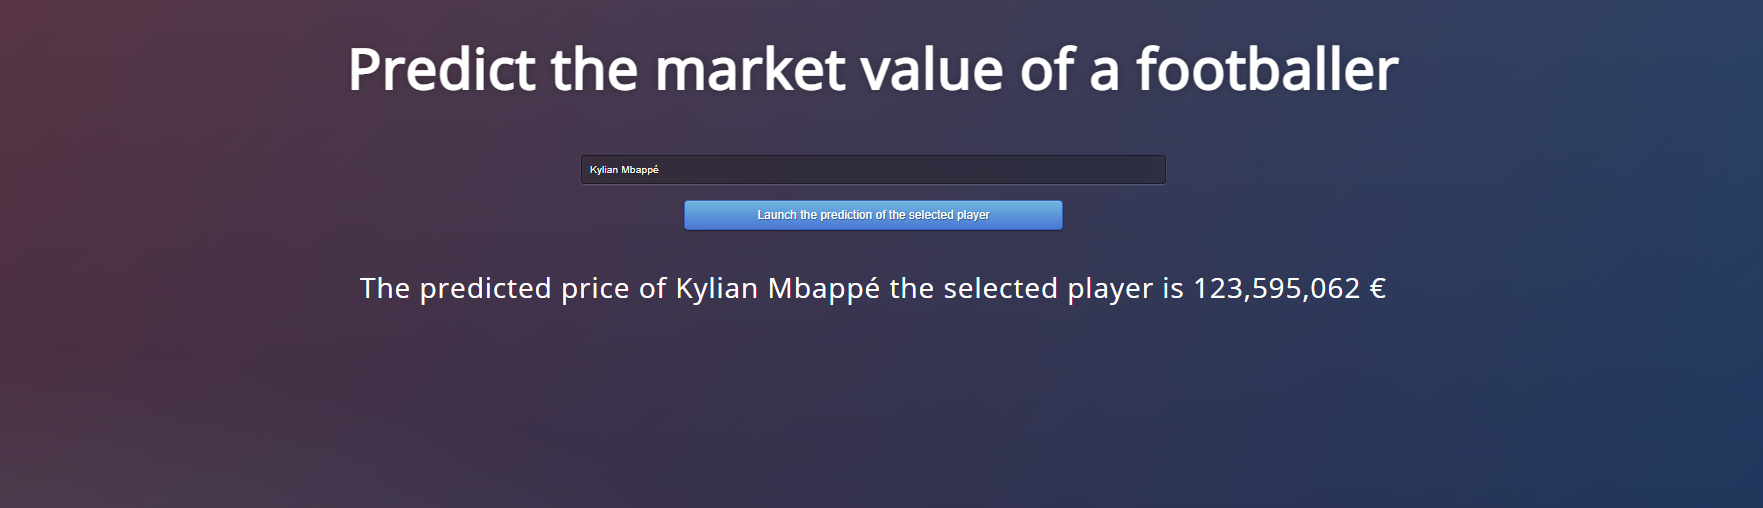 Predict the market value of a footballer
Kylian Mbappé
Launch the prediction of the selected player
The predicted price of Kylian Mbappé the selected player is 123,595,062 €